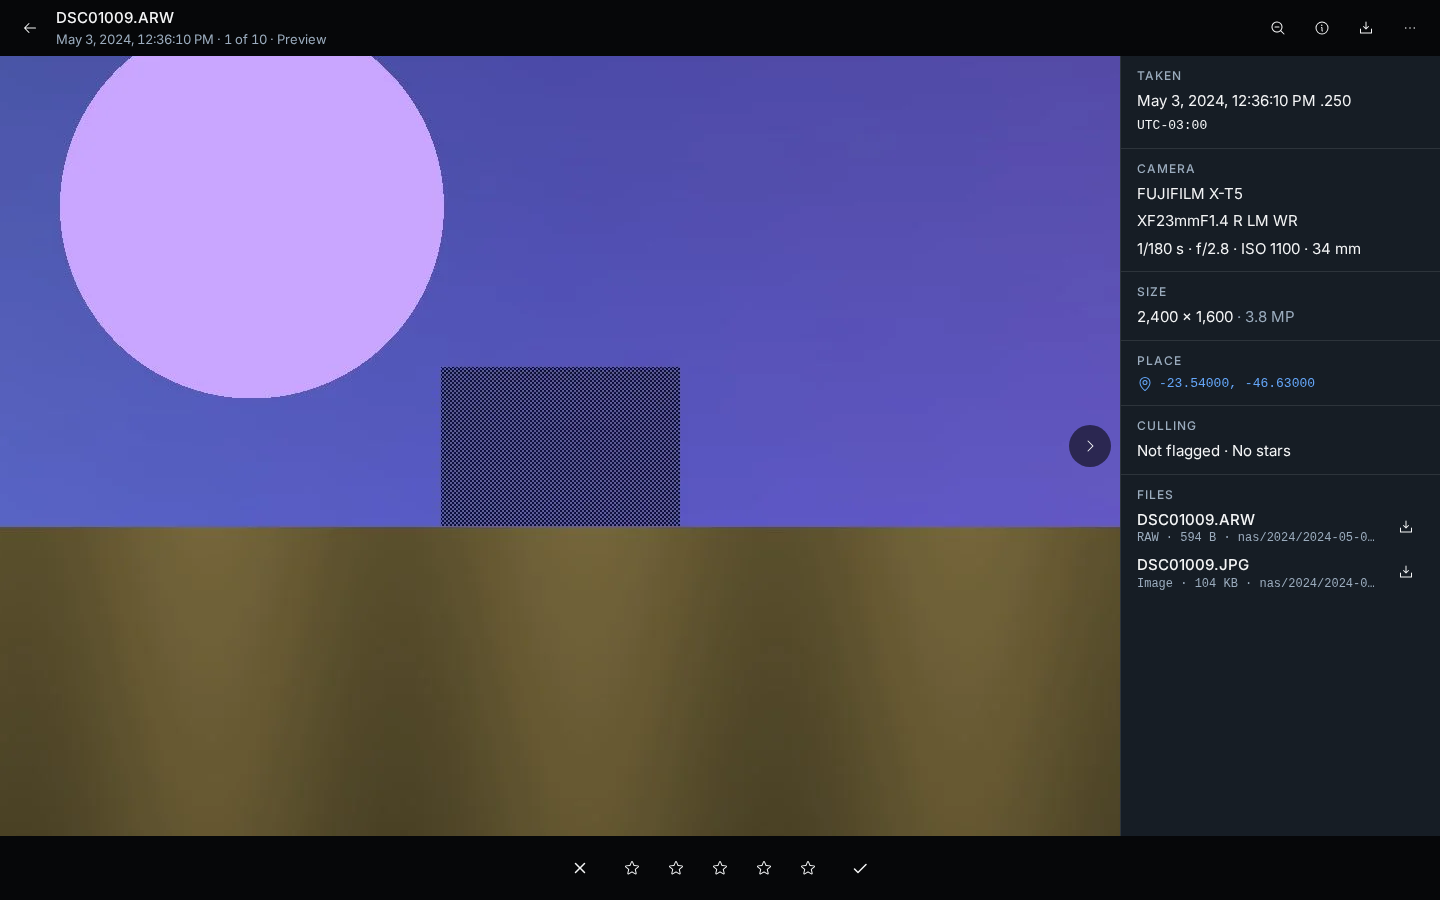 DSC01009.ARW
May 3, 2024, 12:36:10 PM · 1 of 10 · Preview
TAKEN
May 3, 2024, 12:36:10 PM .250
UTC-03:00
CAMERA
FUJIFILM X-T5
XF23mmF1.4 R LM WR
1/180 s · f/2.8 · ISO 1100 · 34 mm
SIZE
2,400 × 1,600 · 3.8 MP
PLACE
-23.54000, -46.63000
CULLING
Not flagged · No stars
FILES
DSC01009.ARW
RAW · 594 B · nas/2024/2024-05-0…
DSC01009.JPG
Image · 104 KB · nas/2024/2024-0…